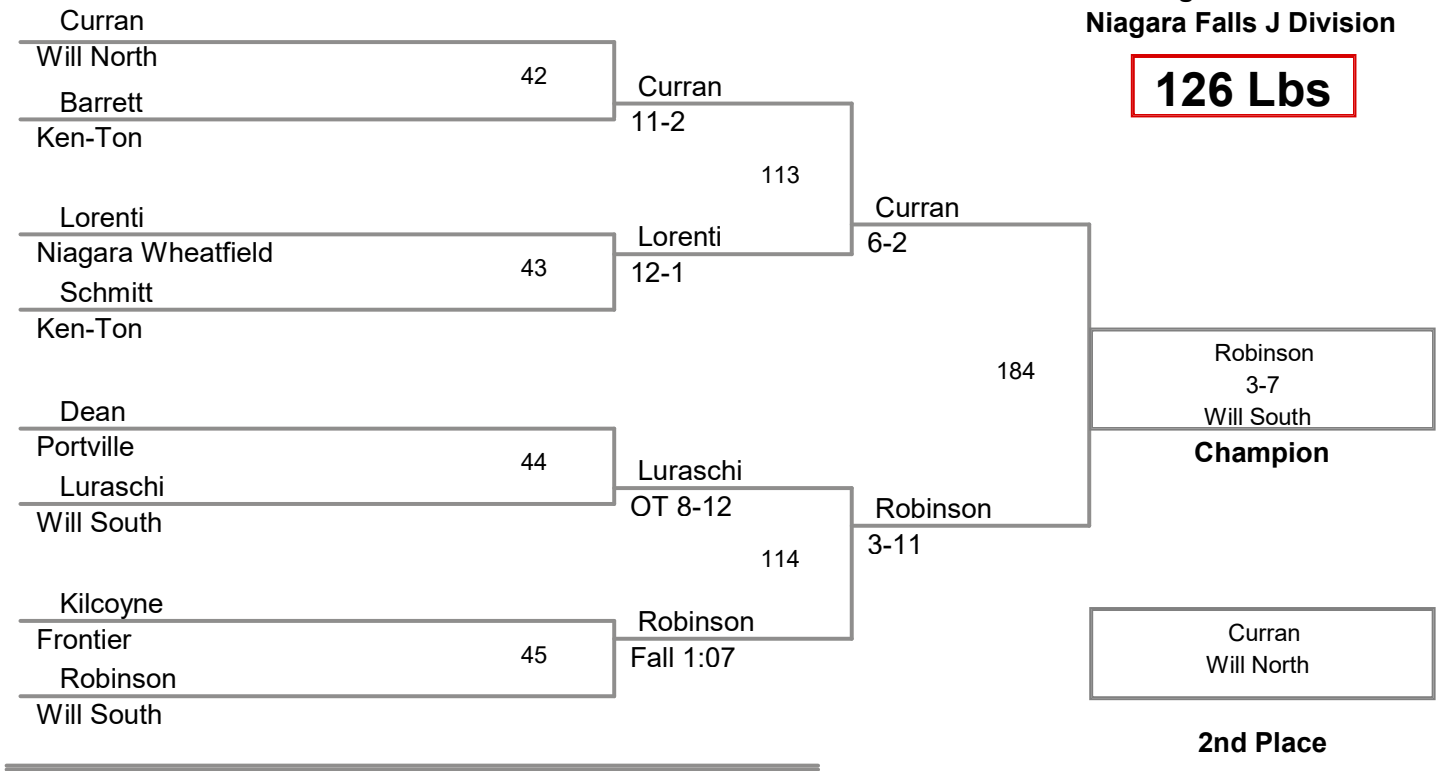 Niagara Falls J Division
126 Lbs
Curran
Will North
42
Barrett
Ken-Ton
Curran
11-2
113
Lorenti
Niagara Wheatfield
43
Schmitt
Ken-Ton
Lorenti
12-1
Curran
6-2
184
Dean
Portville
44
Luraschi
Will South
Luraschi
OT 8-12
114
Kilcoyne
Frontier
45
Robinson
Will South
Robinson
Fall 1:07
Robinson
3-11
Robinson
3-7
Will South
Champion
Curran
Will North
2nd Place